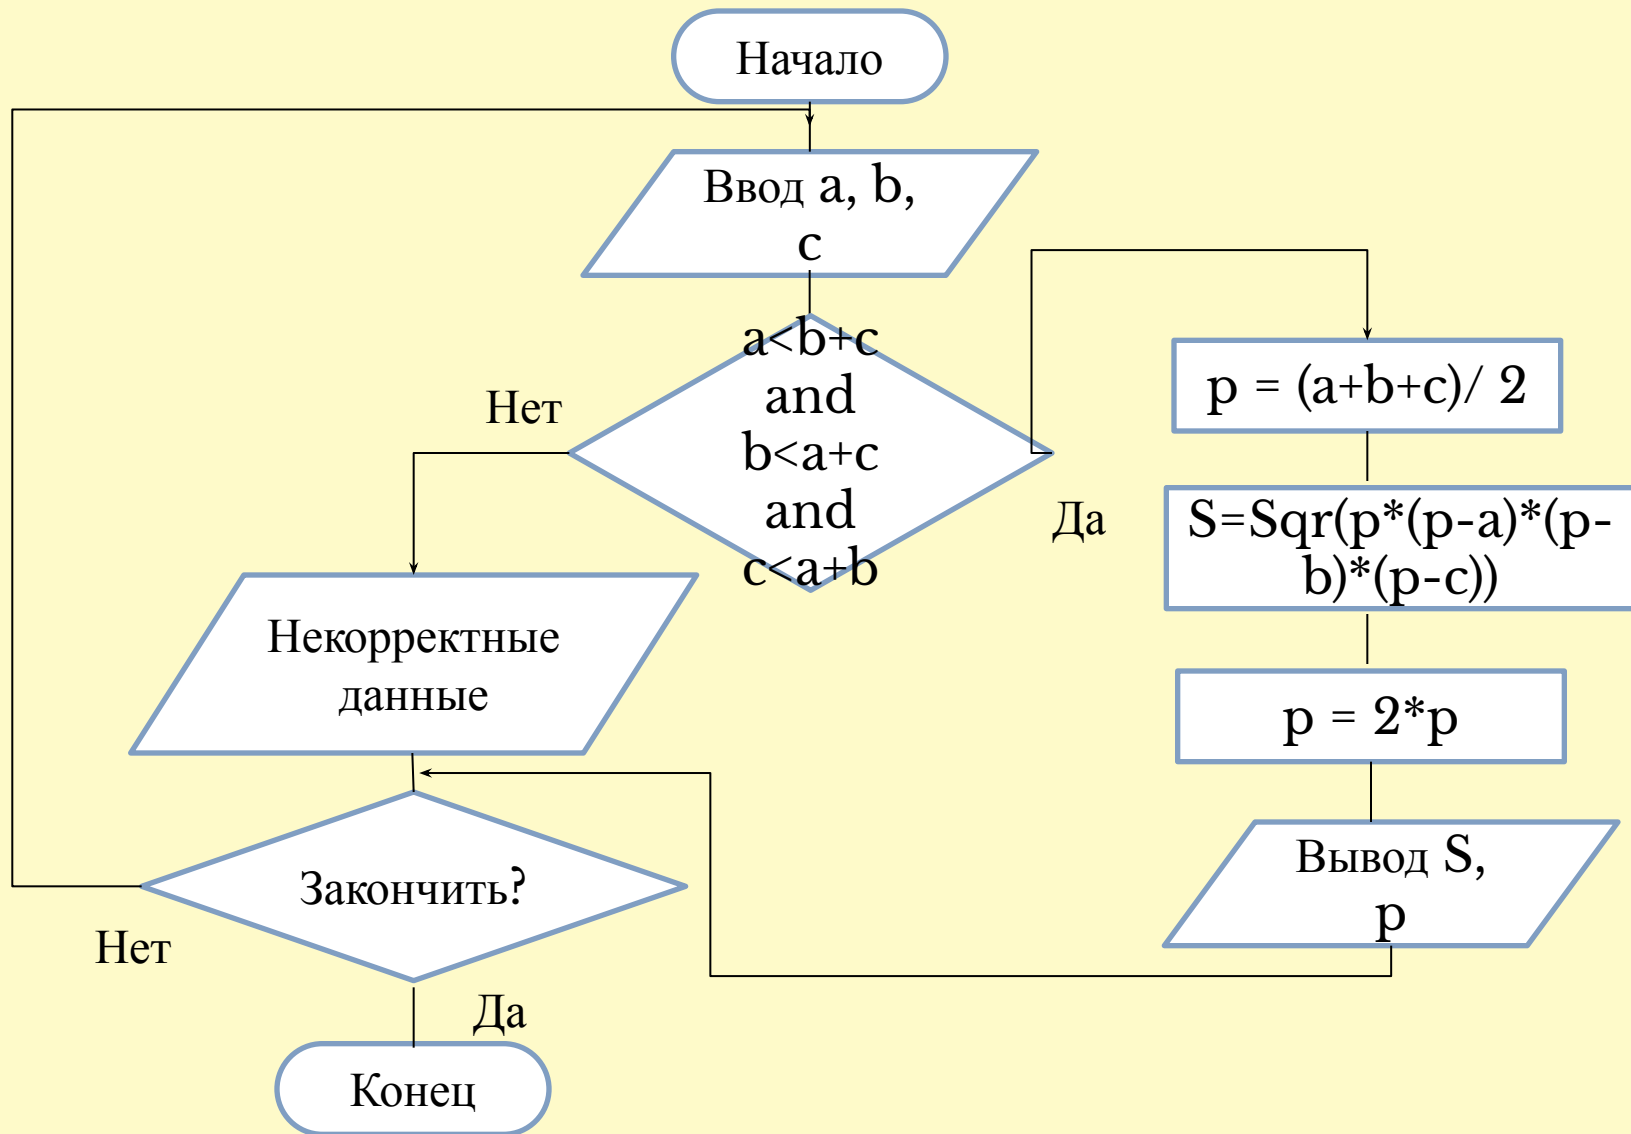 Начало
Ввод a, b,
c
a<b+c
and
b<a+c
and
c<a+b
Нет
Да
p = (a+b+c)/ 2
S=Sqr(p*(p-a)*(p-
b)*(p-c))
p = 2*p
Вывод S,
p
Некорректные
данные
Закончить?
Нет
Да
Конец